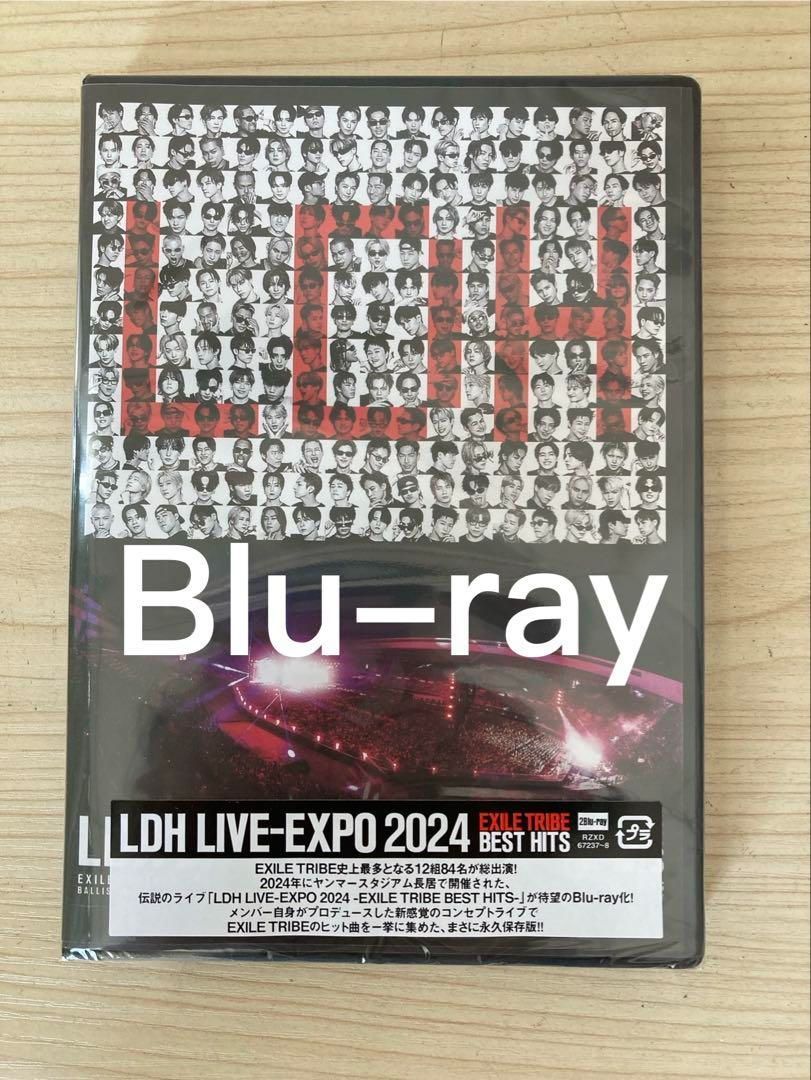 LDH
Blu-ray
LDH LIVE-EXPO 2024 EXILE TRIBE BEST HITS
2Blu-ray
RZXD
67237~8
プラ
EXILE TRIBE史上最多となる12組84名が総出演!
2024年にヤンマースタジアム長居で開催された、
伝説のライブ「LDH LIVE-EXPO 2024 -EXILE TRIBE BEST HITS-」が待望のBlu-ray化!
メンバー自身がプロデュースした新感覚のコンセプトライブで
EXILE TRIBEのヒット曲を一挙に集めた、まさに永久保存版!!